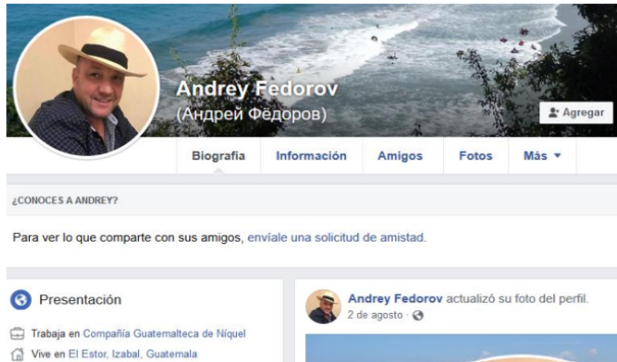 Andrey Fedorov
(Андрей Фёдоров)
Agregar
Biografía
Información
Amigos
Fotos
Más
¿CONOCES A ANDREY?
Para ver lo que comparte con sus amigos, envíale una solicitud de amistad.
Presentación
Trabaja en Compañía Guatemalteca de Níquel
Vive en El Estor, Izabal, Guatemala
Andrey Fedorov actualizó su foto del perfil.
2 de agosto ·